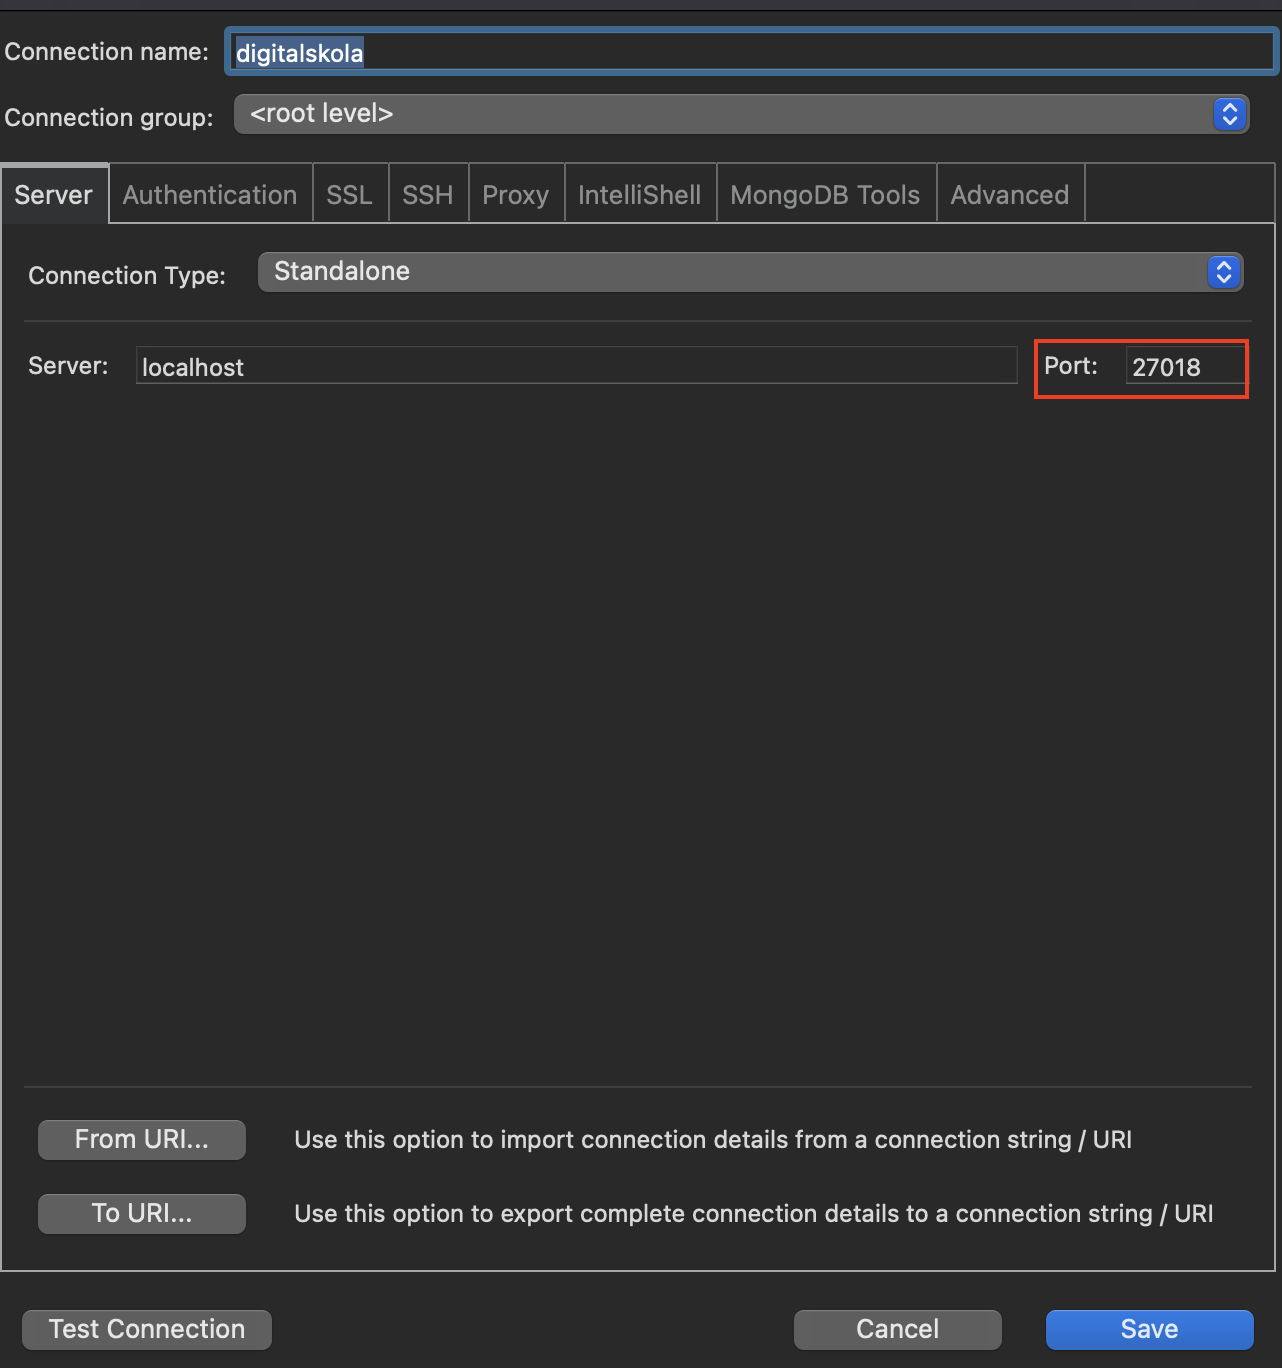 Connection name: digitalskola
Connection group: <root level>
Server Authentication SSL SSH Proxy IntelliShell MongoDB Tools Advanced
Connection Type: Standalone
Server: localhost Port: 27018
From URI... Use this option to import connection details from a connection string / URI
To URI... Use this option to export complete connection details to a connection string / URI
Test Connection Cancel Save